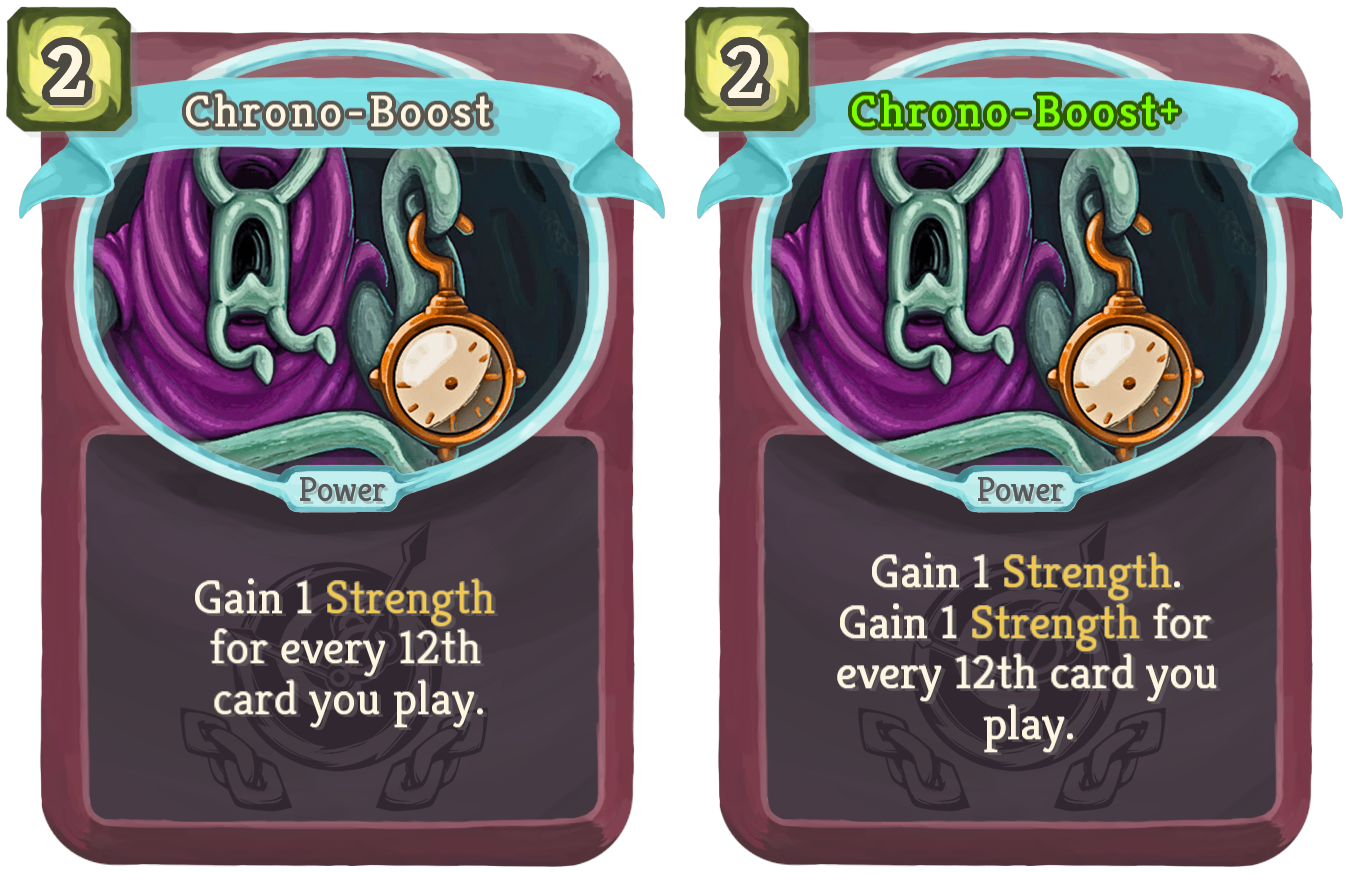 2
Chrono-Boost
Power
Gain 1 Strength
for every 12th
card you play.
2
Chrono-Boost+
Power
Gain 1 Strength.
Gain 1 Strength for
every 12th card you
play.